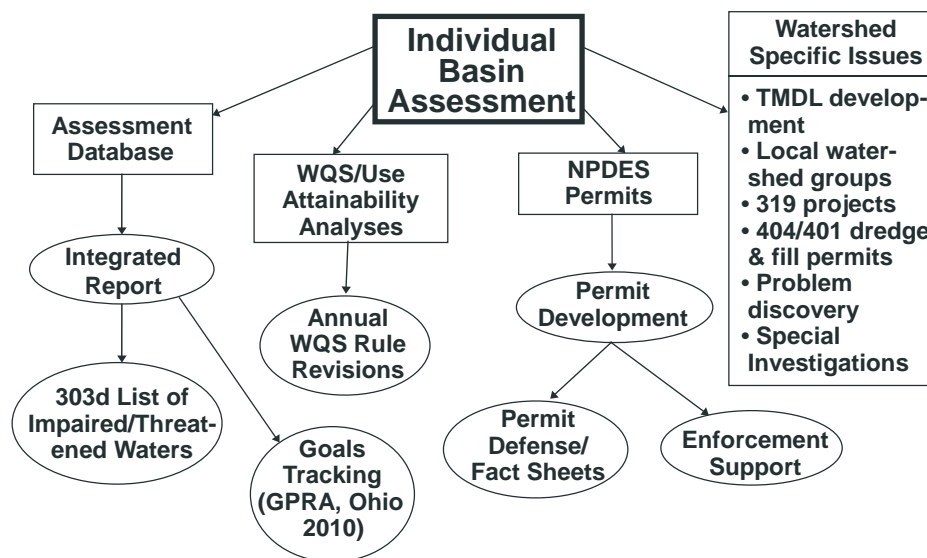 Individual
Basin
Assessment
Watershed
Specific Issues
• TMDL develop-
ment
• Local water-
shed groups
• 319 projects
• 404/401 dredge
& fill permits
• Problem
discovery
• Special
Investigations
Assessment
Database
WQS/Use
Attainability
Analyses
NPDES
Permits
Integrated
Report
Annual
WQS Rule
Revisions
Permit
Development
303d List of
Impaired/Threat-
ened Waters
Goals
Tracking
(GPRA, Ohio
2010)
Permit
Defense/
Fact Sheets
Enforcement
Support